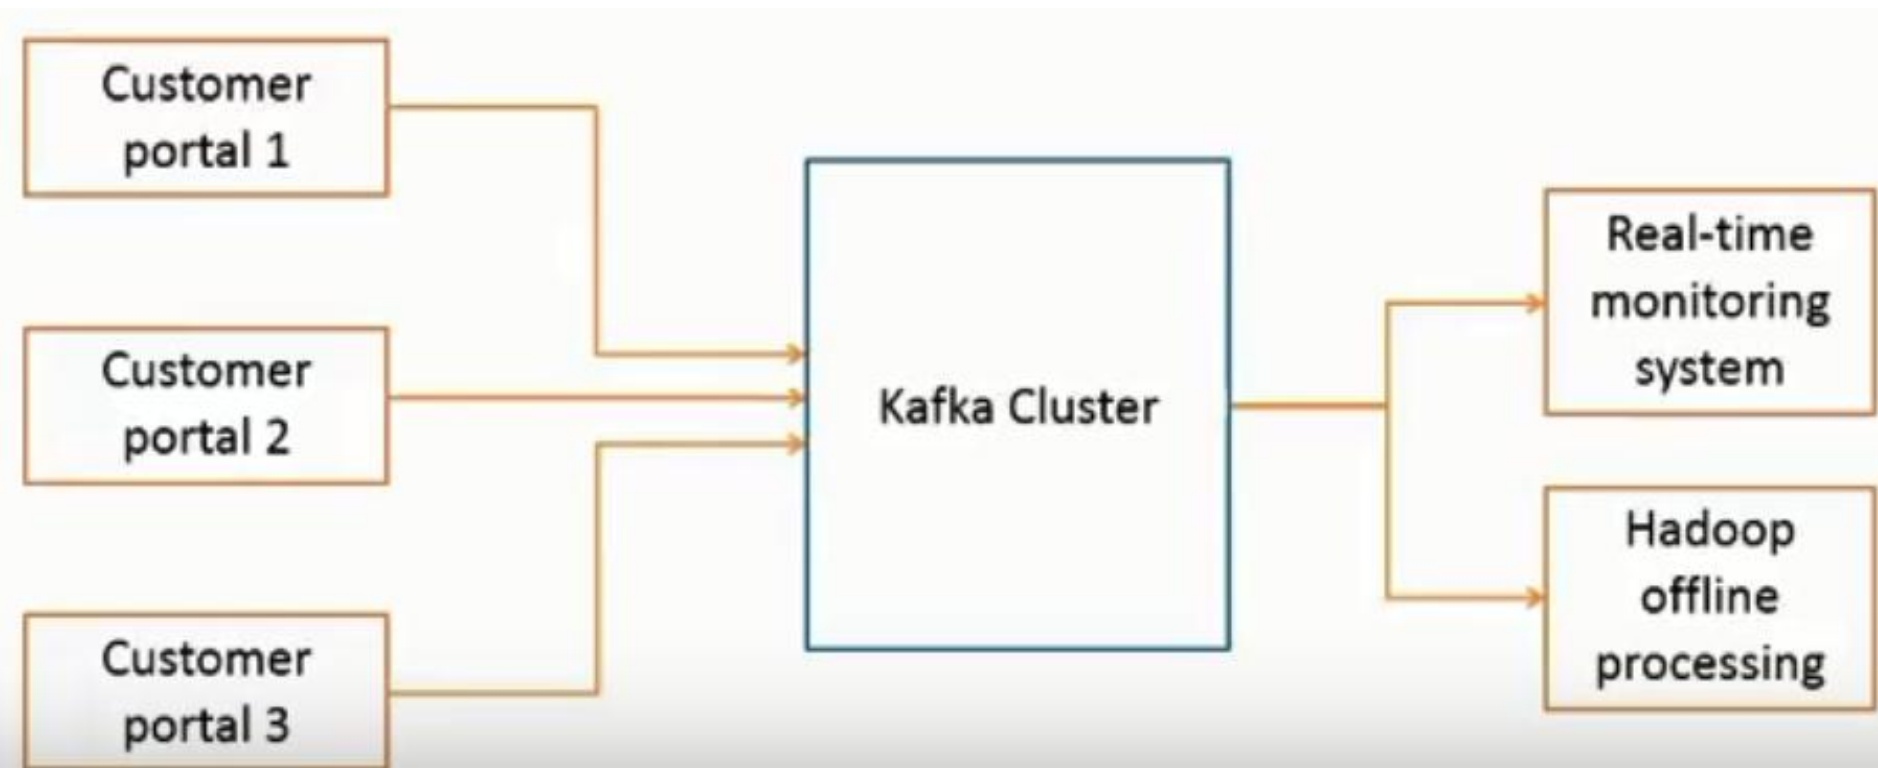 Customer
portal 1
Customer
portal 2
Customer
portal 3
Kafka Cluster
Real-time
monitoring
system
Hadoop
offline
processing